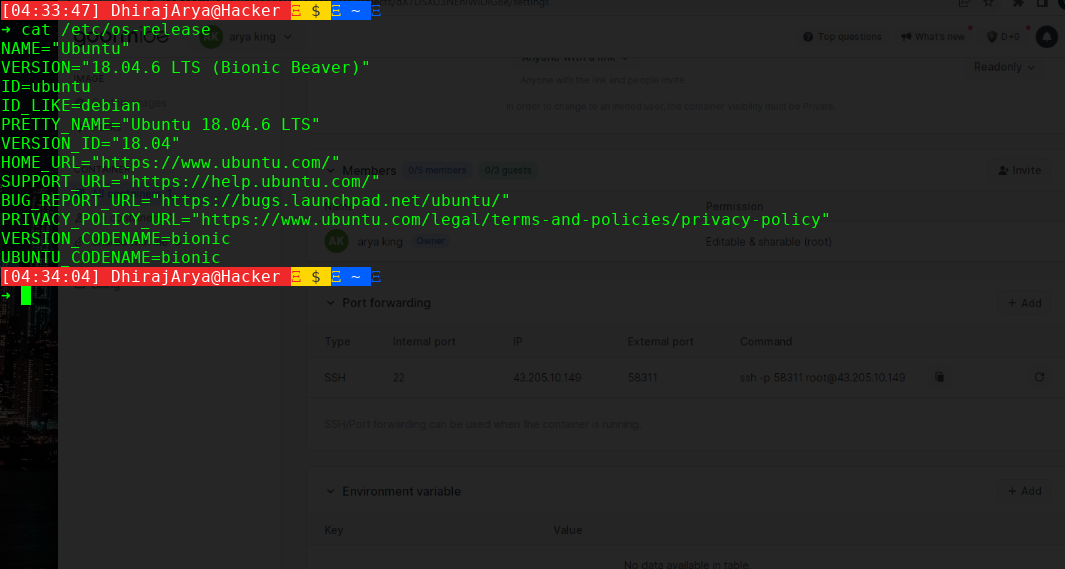 [04:33:47] DhirajArya@Hacker Ξ $ Ξ ~ Ξ
➜ cat /etc/os-release
NAME="Ubuntu"
VERSION="18.04.6 LTS (Bionic Beaver)"
ID=ubuntu
ID_LIKE=debian
PRETTY_NAME="Ubuntu 18.04.6 LTS"
VERSION_ID="18.04"
HOME_URL="https://www.ubuntu.com/"
SUPPORT_URL="https://help.ubuntu.com/"
BUG_REPORT_URL="https://bugs.launchpad.net/ubuntu/"
PRIVACY_POLICY_URL="https://www.ubuntu.com/legal/terms-and-policies/privacy-policy"
VERSION_CODENAME=bionic
UBUNTU_CODENAME=bionic
[04:34:04] DhirajArya@Hacker Ξ $ Ξ ~ Ξ
➜
AK arya king
Top questions What's new D+0
Anyone with a link
Anyone with the link and people invite
Readonly
In order to change to an invited user, the container visibility must be Private.
Members 0/5 members 0/3 guests Invite
Permission
AK arya king Owner Editable & sharable (root)
Port forwarding + Add
Type Internal port IP External port Command
SSH 22 43.205.10.149 58311 ssh -p 58311 root@43.205.10.149
SSH/Port forwarding can be used when the container is running
Environment variable + Add
Key Value
No data available in table